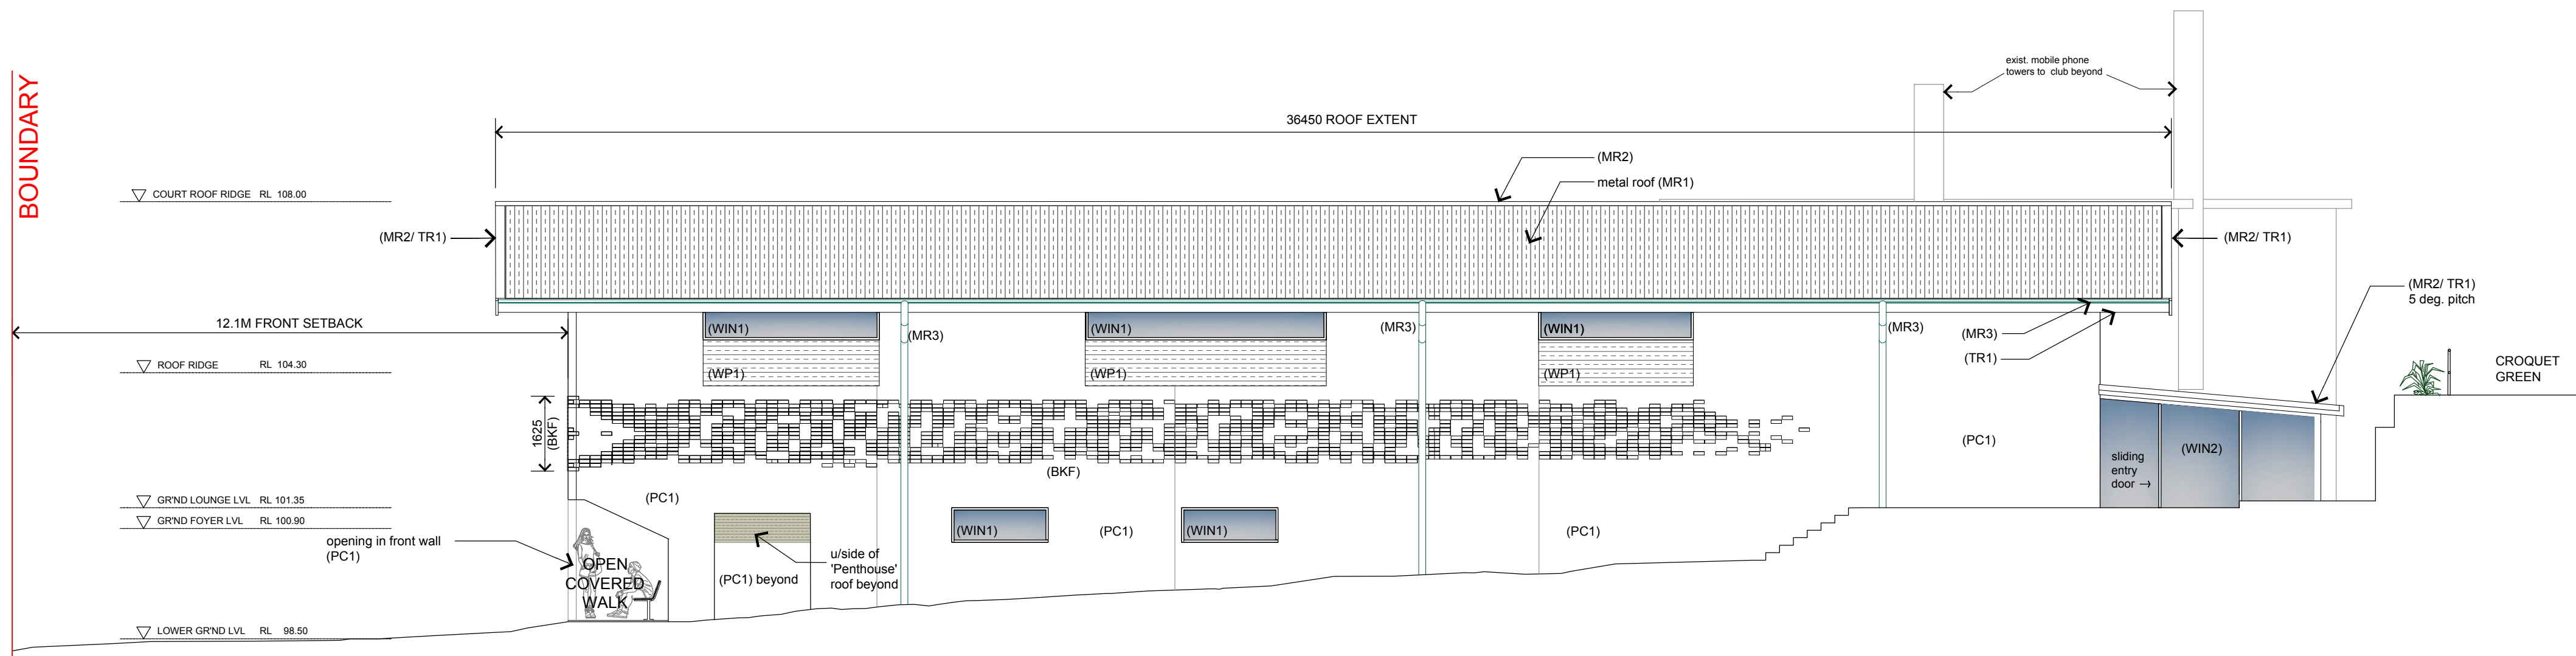 BOUNDARY
exist. mobile phone
towers to club beyond
36450 ROOF EXTENT
(MR2)
metal roof (MR1)
COURT ROOF RIDGE RL 108.00
(MR2/ TR1)
(MR2/ TR1)
(MR2/ TR1)
5 deg. pitch
12.1M FRONT SETBACK
(WIN1)
(MR3)
(WIN1)
(MR3)
(WIN1)
(MR3)
(MR3)
(TR1)
ROOF RIDGE RL 104.30
(WP1)
(WP1)
(WP1)
CROQUET
GREEN
1625
(BKF)
(BKF)
(PC1)
sliding
entry
door →
(WIN2)
GR'ND LOUNGE LVL RL 101.35
(PC1)
GR'ND FOYER LVL RL 100.90
(WIN1)
(PC1)
(WIN1)
(PC1)
opening in front wall
(PC1)
u/side of
'Penthouse'
roof beyond
(PC1) beyond
OPEN
COVERED
WALK
LOWER GR'ND LVL RL 98.50